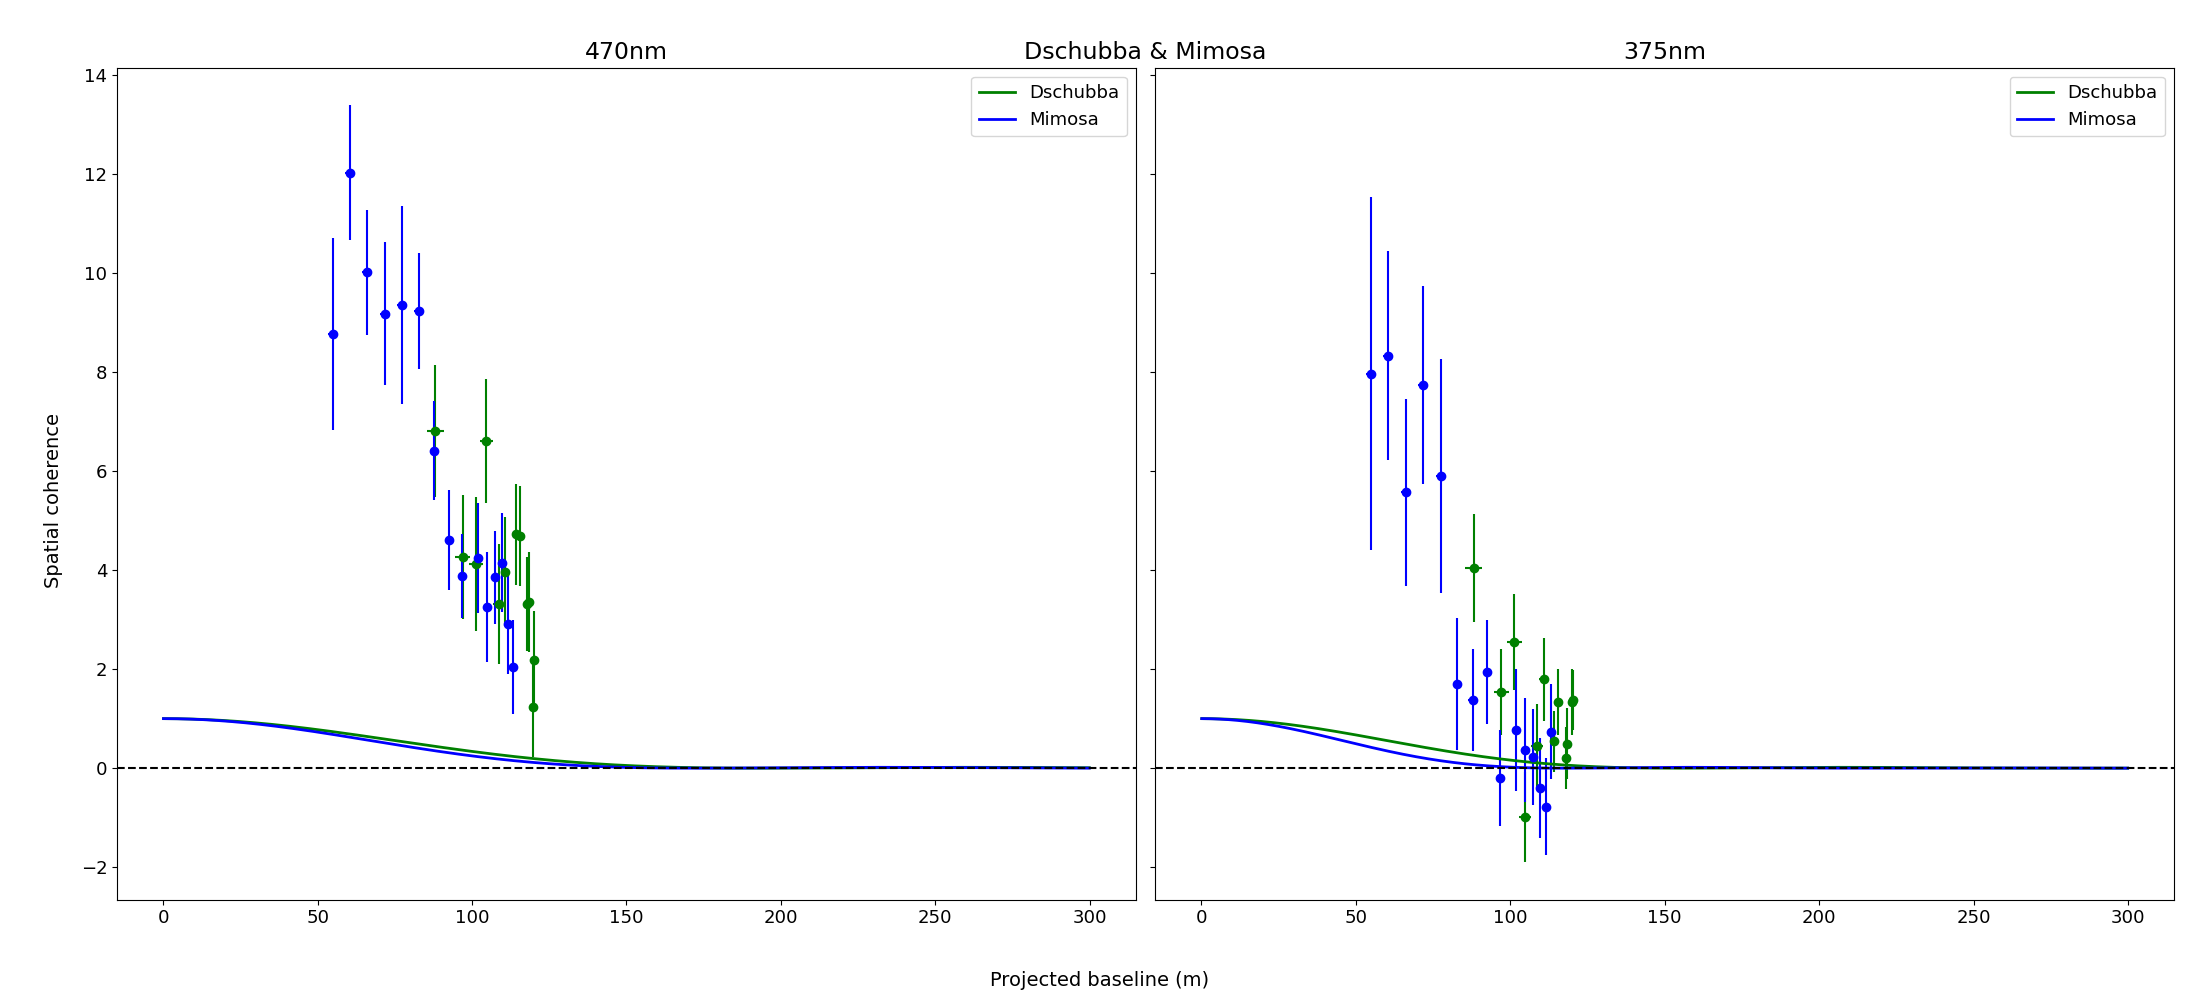 Dschubba & Mimosa
470nm
375nm
Dschubba
Mimosa
Dschubba
Mimosa
Spatial coherence
14
12
10
8
6
4
2
0
−2
0 50 100 150 200 250 300
0 50 100 150 200 250 300
Projected baseline (m)